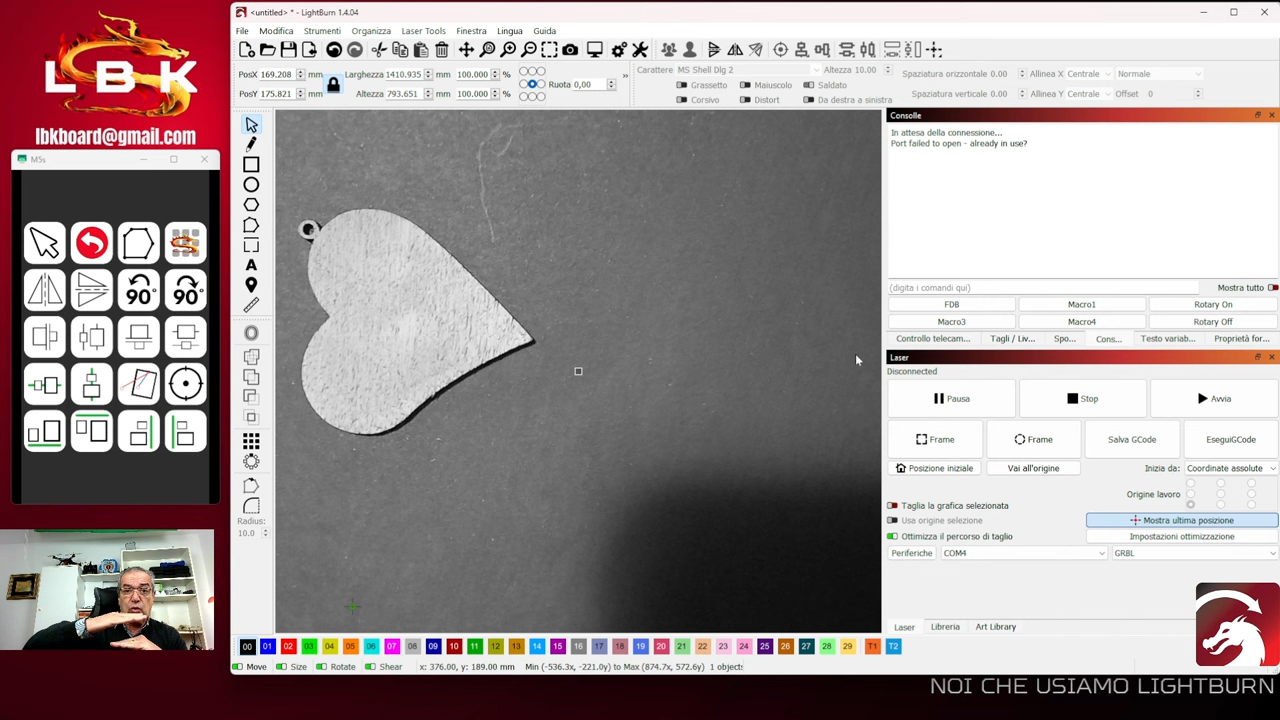 <untitled> * - LightBurn 1.4.04
LBK
lbkboard@gmail.com
M5s
90°
90°
File Modifica Strumenti Organizza Laser Tools Finestra Lingua Guida
PosX 169.208 mm Larghezza 1410.935 mm 100.000 %
PosY 175.821 mm Altezza 793.651 mm 100.000 %
Ruota 0,00
Carattere MS Shell Dlg 2 Altezza 10.00
Grassetto Maiuscolo Saldato
Corsivo Distort Da destra a sinistra
Spaziatura orizzontale 0.00 Allinea X Centrale Normale
Spaziatura verticale 0.00 Allinea Y Centrale Offset 0
A
Radius:
10.0
Consolle
In attesa della connessione...
Port failed to open - already in use?
(digita i comandi qui) Mostra tutto
FDB Macro1 Rotary On
Macro3 Macro4 Rotary Off
Controllo telecam... Tagli / Liv... Spo... Cons... Testo variab... Proprietà for...
Laser
Disconnected
Pausa Stop Avvia
Frame Frame Salva GCode EseguiGCode
Posizione iniziale Vai all'origine Inizia da: Coordinate assolute
Origine lavoro
Taglia la grafica selezionata
Usa origine selezione Mostra ultima posizione
Ottimizza il percorso di taglio Impostazioni ottimizzazione
Periferiche COM4 GRBL
Laser Libreria Art Library
00 01 02 03 04 05 06 07 08 09 10 11 12 13 14 15 16 17 18 19 20 21 22 23 24 25 26 27 28 29 T1 T2
Move Size Rotate Shear x: 376.00, y: 189.00 mm Min (-536.3x, -221.0y) to Max (874.7x, 572.6y) 1 objects
NOI CHE USIAMO LIGHTBURN